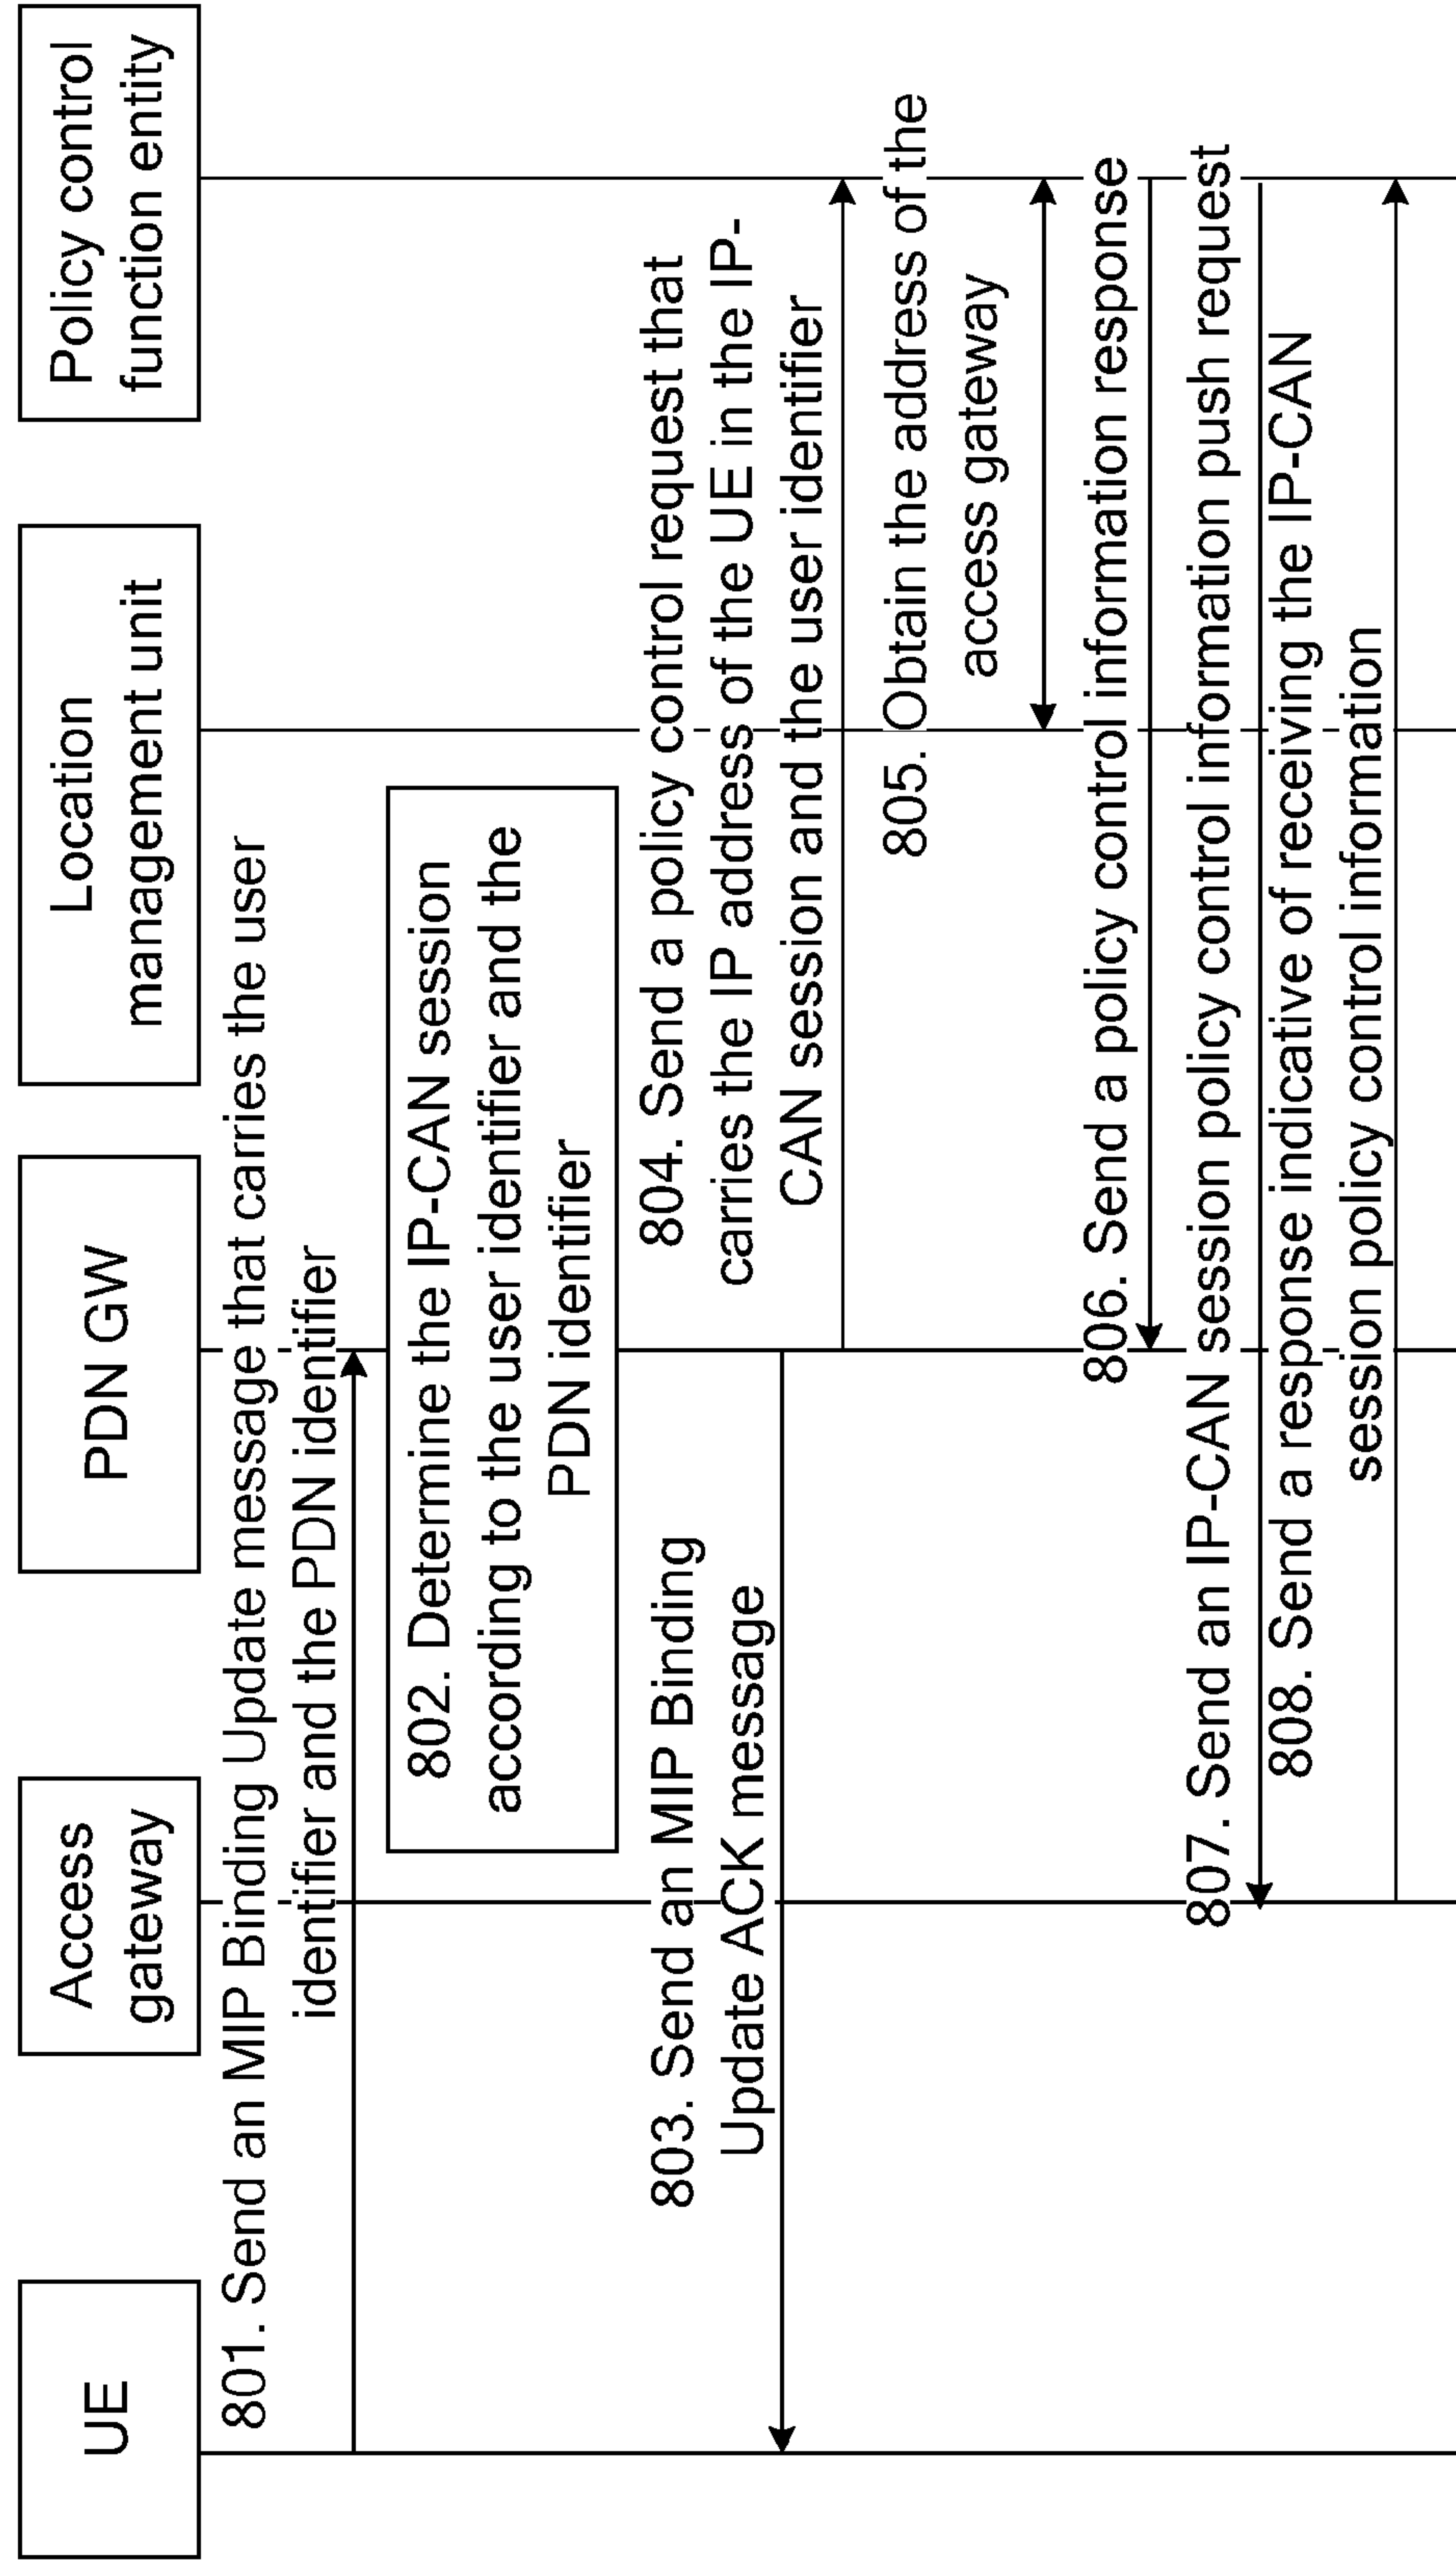 UE
Access
gateway
PDN GW
Location
management unit
Policy control
function entity
801. Send an MIP Binding Update message that carries the user
identifier and the PDN identifier
802. Determine the IP-CAN session
according to the user identifier and the
PDN identifier
803. Send an MIP Binding
Update ACK message
804. Send a policy control request that
carries the IP address of the UE in the IP-
CAN session and the user identifier
805. Obtain the address of the
access gateway
806. Send a policy control information response
807. Send an IP-CAN session policy control information push request
808. Send a response indicative of receiving the IP-CAN
session policy control information